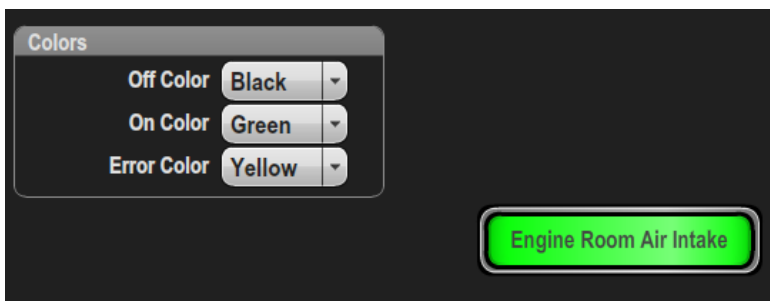 Colors
Off Color Black
On Color Green
Error Color Yellow
Engine Room Air Intake